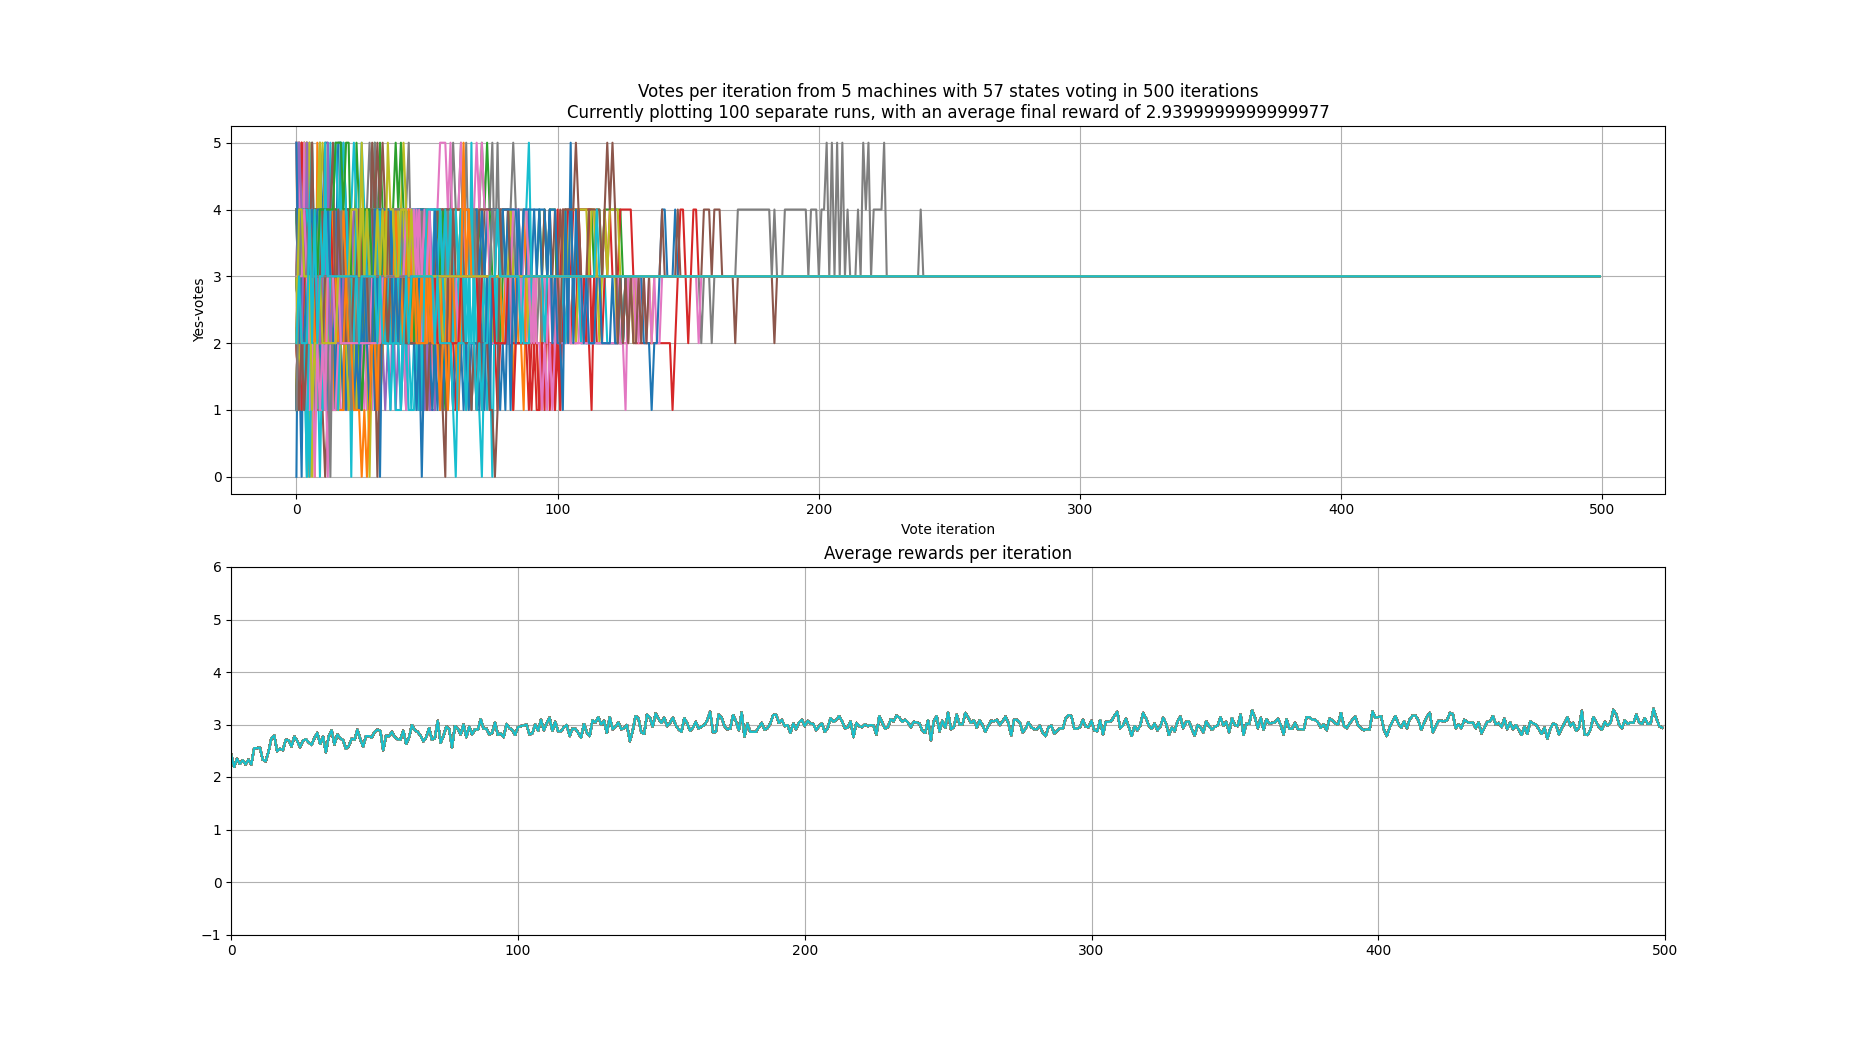 Votes per iteration from 5 machines with 57 states voting in 500 iterations
Currently plotting 100 separate runs, with an average final reward of 2.9399999999999977
5
4
3
2
1
0
Yes-votes
0 100 200 300 400 500
Vote iteration
Average rewards per iteration
6
5
4
3
2
1
0
−1
0 100 200 300 400 500